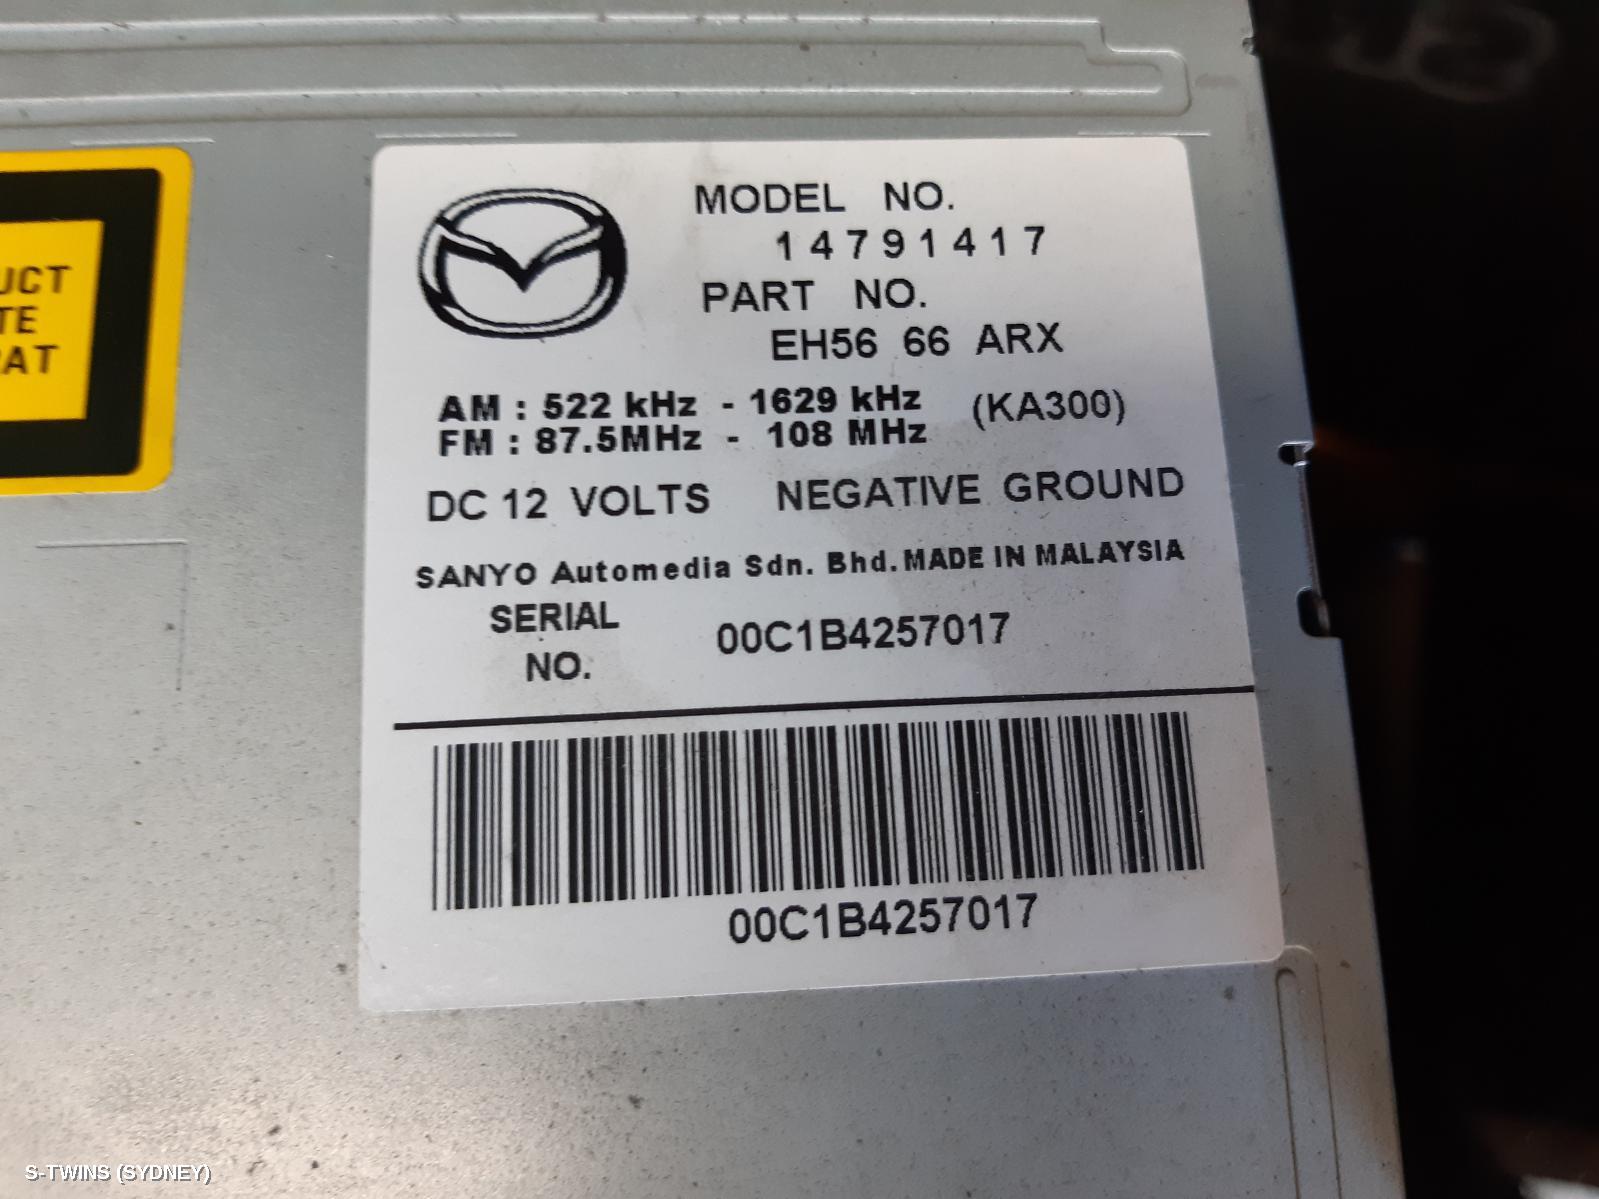 UCT
TE
AT
MODEL NO.
14791417
PART NO.
EH56 66 ARX
AM : 522 kHz - 1629 kHz (KA300)
FM : 87.5MHz - 108 MHz
DC 12 VOLTS NEGATIVE GROUND
SANYO Automedia Sdn. Bhd. MADE IN MALAYSIA
SERIAL NO. 00C1B4257017
00C1B4257017
S-TWINS (SYDNEY)